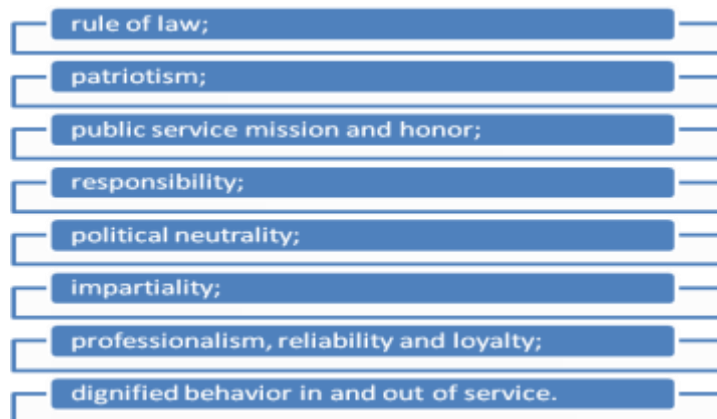 rule of law;
patriotism;
public service mission and honor;
responsibility;
political neutrality;
impartiality;
professionalism, reliability and loyalty;
dignified behavior in and out of service.